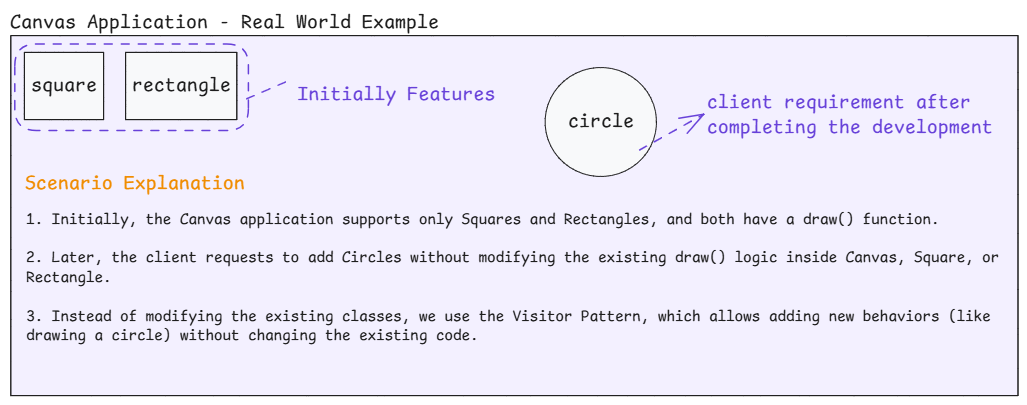 Canvas Application - Real World Example
square
rectangle
Initially Features
circle
client requirement after
completing the development
Scenario Explanation
1. Initially, the Canvas application supports only Squares and Rectangles, and both have a draw() function.
2. Later, the client requests to add Circles without modifying the existing draw() logic inside Canvas, Square, or
Rectangle.
3. Instead of modifying the existing classes, we use the Visitor Pattern, which allows adding new behaviors (like
drawing a circle) without changing the existing code.